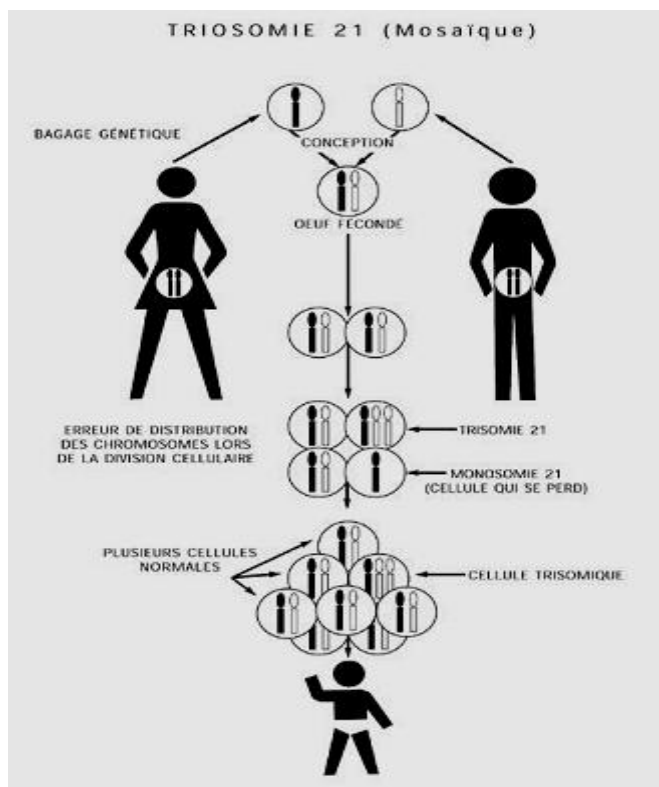 TRIOSOMIE 21 (Mosaïque)
BAGAGE GÉNÉTIQUE
CONCEPTION
OEUF FÉCONDÉ
ERREUR DE DISTRIBUTION
DES CHROMOSOMES LORS
DE LA DIVISION CELLULAIRE
TRISOMIE 21
MONOSOMIE 21
(CELLULE QUI SE PERD)
PLUSIEURS CELLULES
NORMALES
CELLULE TRISOMIQUE